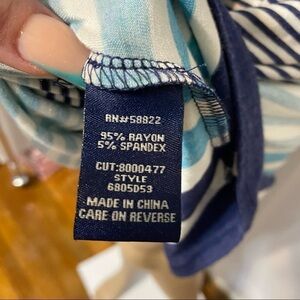 RN#58822
95% RAYON
5% SPANDEX
CUT:8000477
STYLE
6805D53
MADE IN CHINA
CARE ON REVERSE